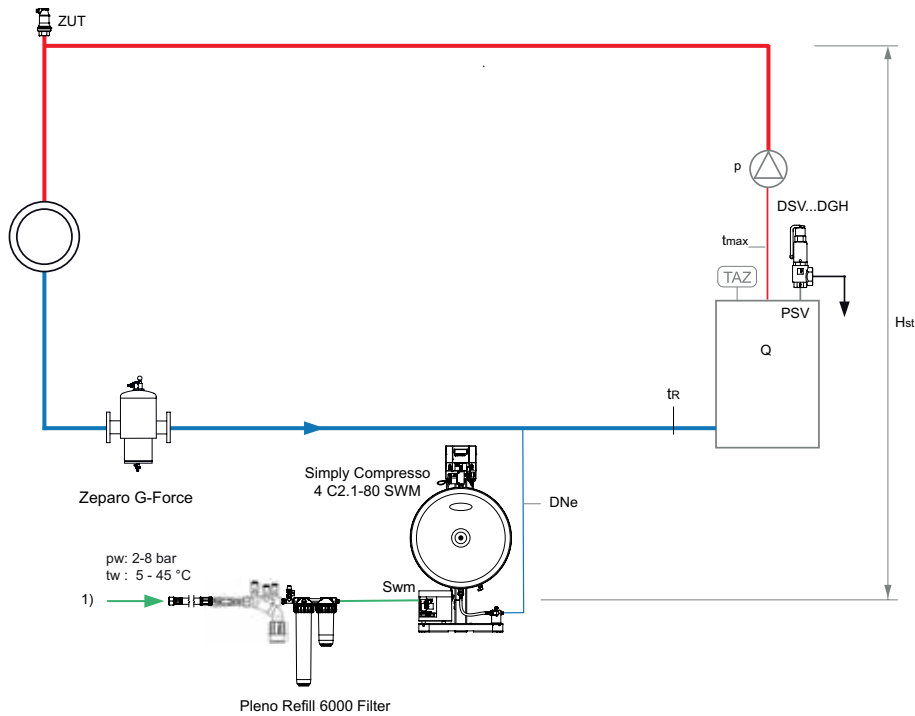 ZUT
p
DSV...DGH
tmax
TAZ
PSV
Hst
Q
tR
Simply Compresso
4 C2.1-80 SWM
Zeparo G-Force
DNe
pw: 2-8 bar
tw : 5 - 45 °C
Swm
1)
Pleno Refill 6000 Filter